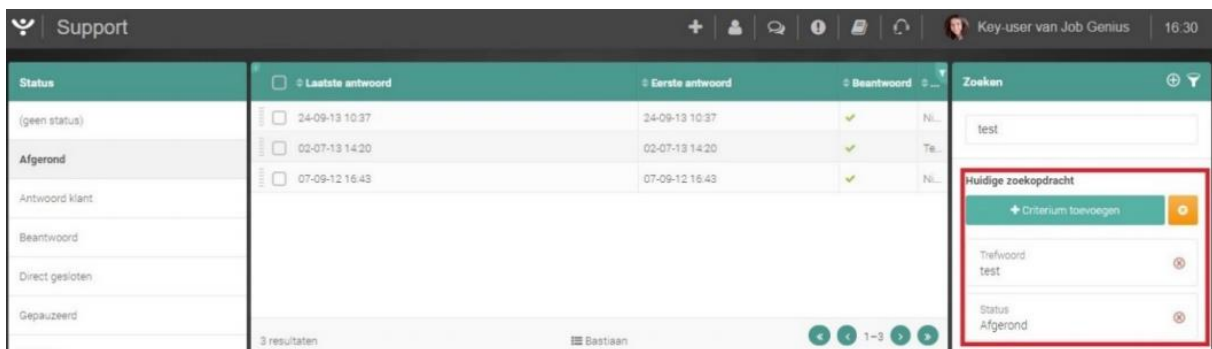 Support
Key-user van Job Genius
16:30
Status
(geen status)
Afgerond
Antwoord klant
Beantwoord
Direct gesloten
Gepauzeerd
Laatste antwoord Eerste antwoord Beantwoord ...
24-09-13 10:37 24-09-13 10:37 Ni...
02-07-13 14:20 02-07-13 14:20 Te...
07-09-12 16:43 07-09-12 16:43 Ni...
3 resultaten Bastiaan 1–3
Zoeken
test
Huidige zoekopdracht
Criterium toevoegen
Trefwoord
test
Status
Afgerond